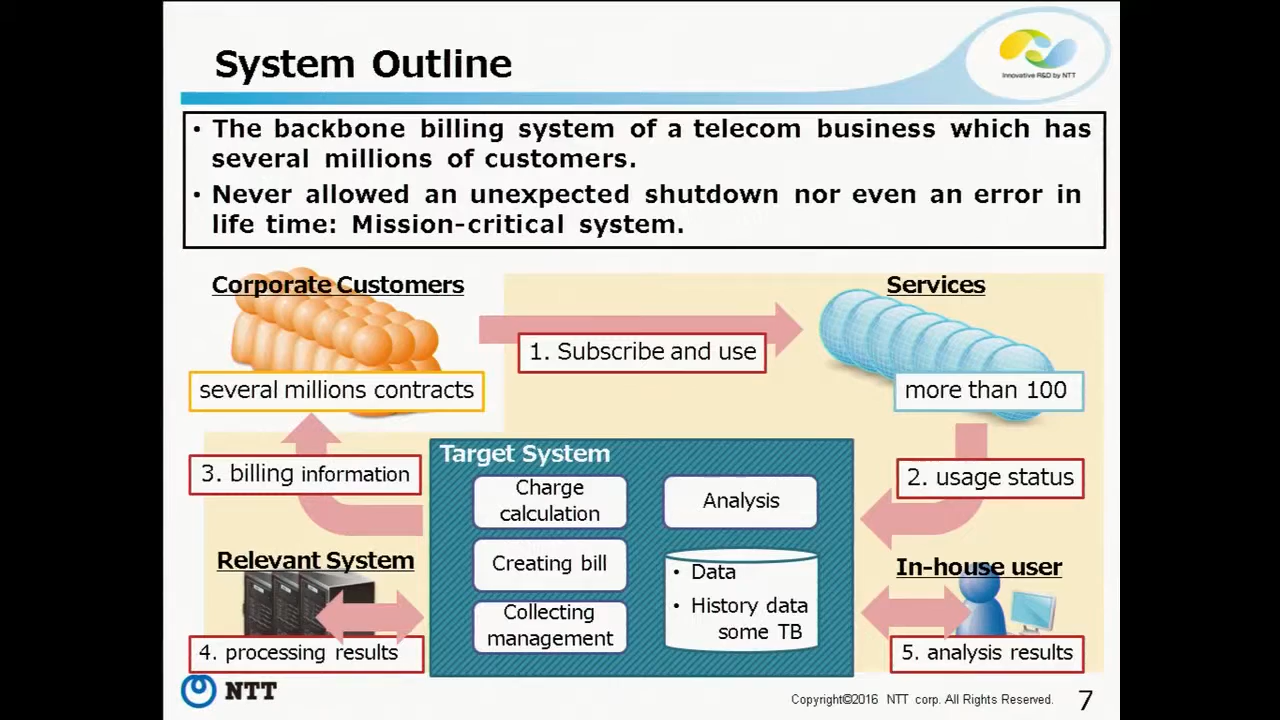 System Outline
Innovative R&D by NTT
・ The backbone billing system of a telecom business which has
several millions of customers.
・ Never allowed an unexpected shutdown nor even an error in
life time: Mission-critical system.
Corporate Customers
Services
1. Subscribe and use
several millions contracts
more than 100
Target System
3. billing information
2. usage status
Charge
calculation
Analysis
Creating bill
Collecting
management
・ Data
・ History data
some TB
Relevant System
In-house user
4. processing results
5. analysis results
NTT
Copyright©2016 NTT corp. All Rights Reserved.
7